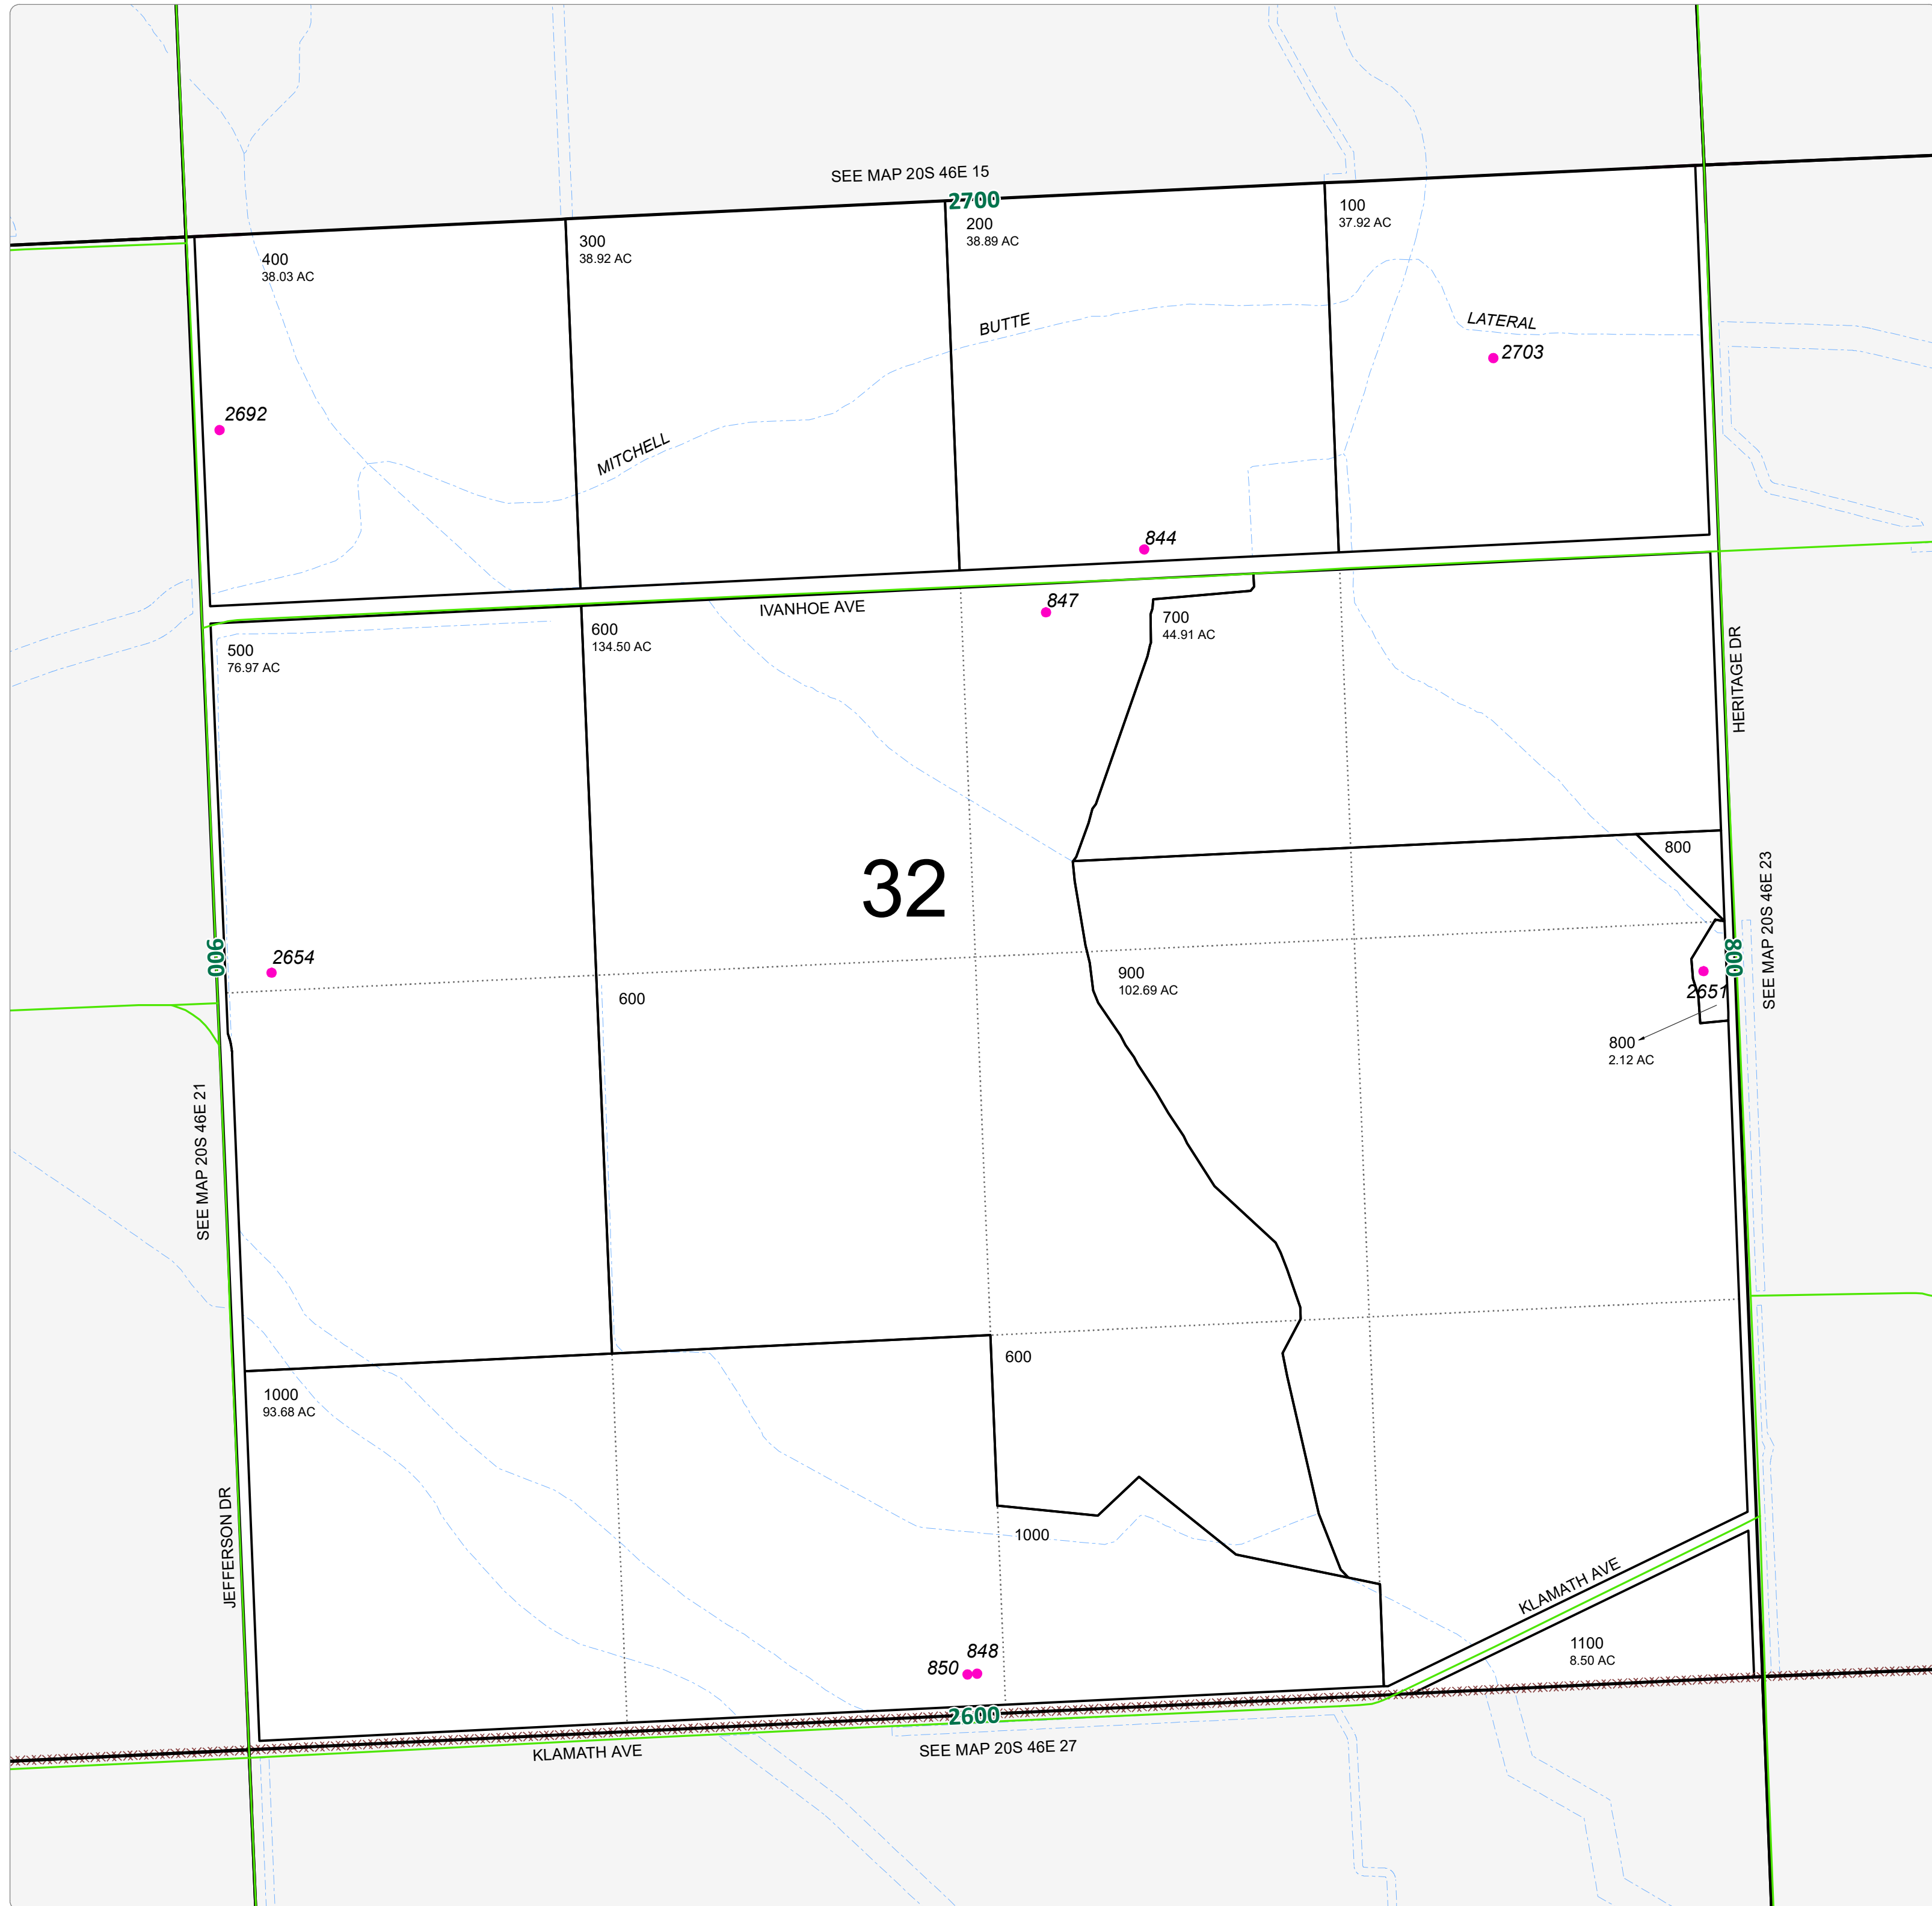 SEE MAP 20S 46E 15
2700
100
37.92 AC
200
38.89 AC
300
38.92 AC
400
38.03 AC
BUTTE
LATERAL
2703
2692
MITCHELL
844
IVANHOE AVE
847
700
44.91 AC
600
134.50 AC
500
76.97 AC
HERITAGE DR
800
32
SEE MAP 20S 46E 23
900
2654
800
900
102.69 AC
2651
600
800
2.12 AC
SEE MAP 20S 46E 21
600
1000
93.68 AC
JEFFERSON DR
1000
KLAMATH AVE
1100
8.50 AC
848
850
2600
KLAMATH AVE
SEE MAP 20S 46E 27